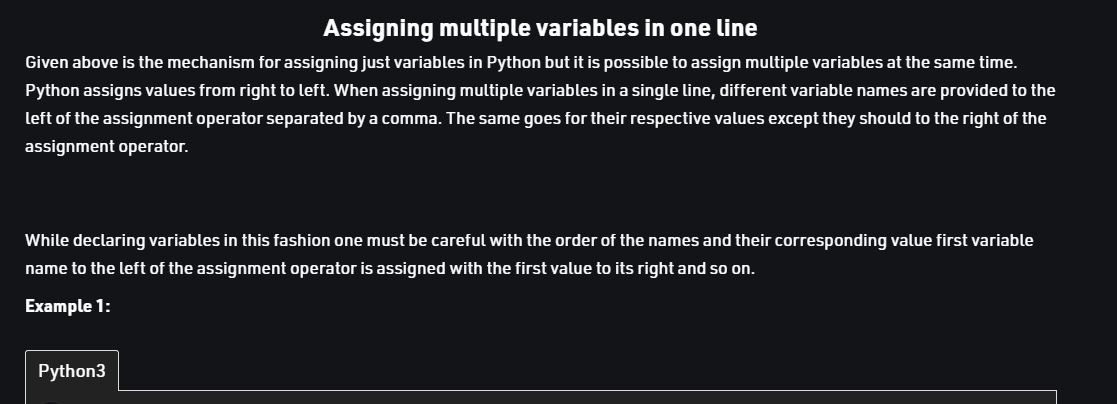 Assigning multiple variables in one line
Given above is the mechanism for assigning just variables in Python but it is possible to assign multiple variables at the same time.
Python assigns values from right to left. When assigning multiple variables in a single line, different variable names are provided to the
left of the assignment operator separated by a comma. The same goes for their respective values except they should to the right of the
assignment operator.
While declaring variables in this fashion one must be careful with the order of the names and their corresponding value first variable
name to the left of the assignment operator is assigned with the first value to its right and so on.
Example 1:
Python3